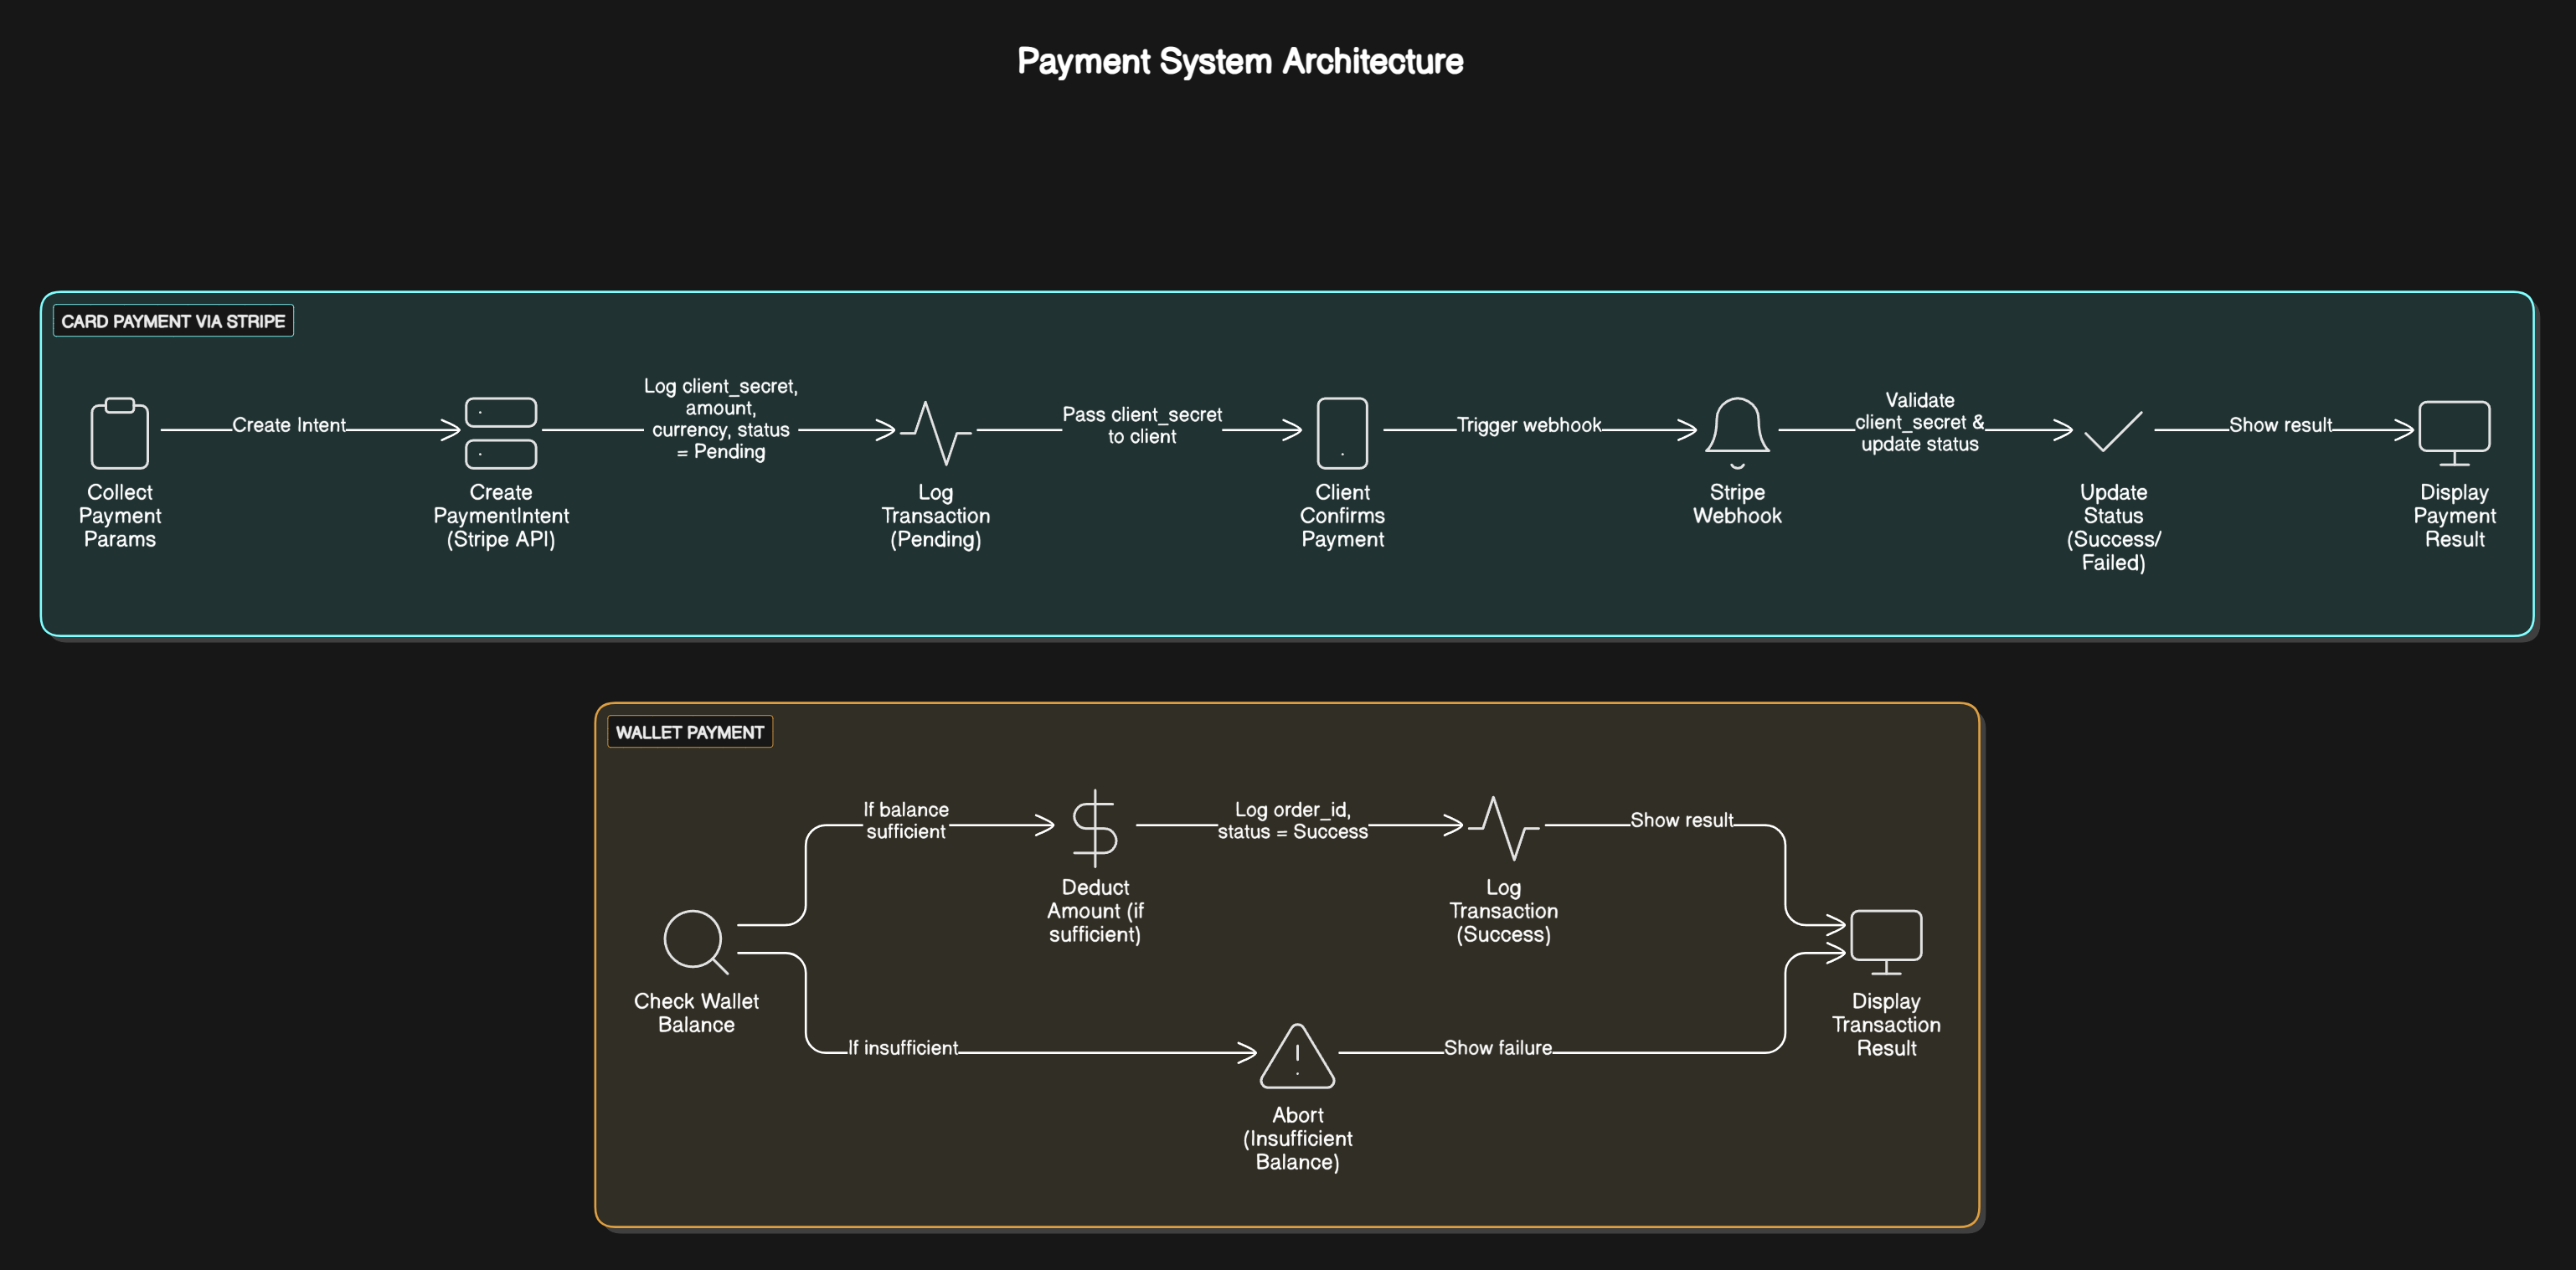 Payment System Architecture
CARD PAYMENT VIA STRIPE
Collect
Payment
Params
Create Intent
Create
PaymentIntent
(Stripe API)
Log client_secret,
amount,
currency, status
= Pending
Log
Transaction
(Pending)
Pass client_secret
to client
Client
Confirms
Payment
Trigger webhook
Stripe
Webhook
Validate
client_secret &
update status
Update
Status
(Success/
Failed)
Show result
Display
Payment
Result
WALLET PAYMENT
Check Wallet
Balance
If balance
sufficient
Deduct
Amount (if
sufficient)
Log order_id,
status = Success
Log
Transaction
(Success)
Show result
If insufficient
Abort
(Insufficient
Balance)
Show failure
Display
Transaction
Result